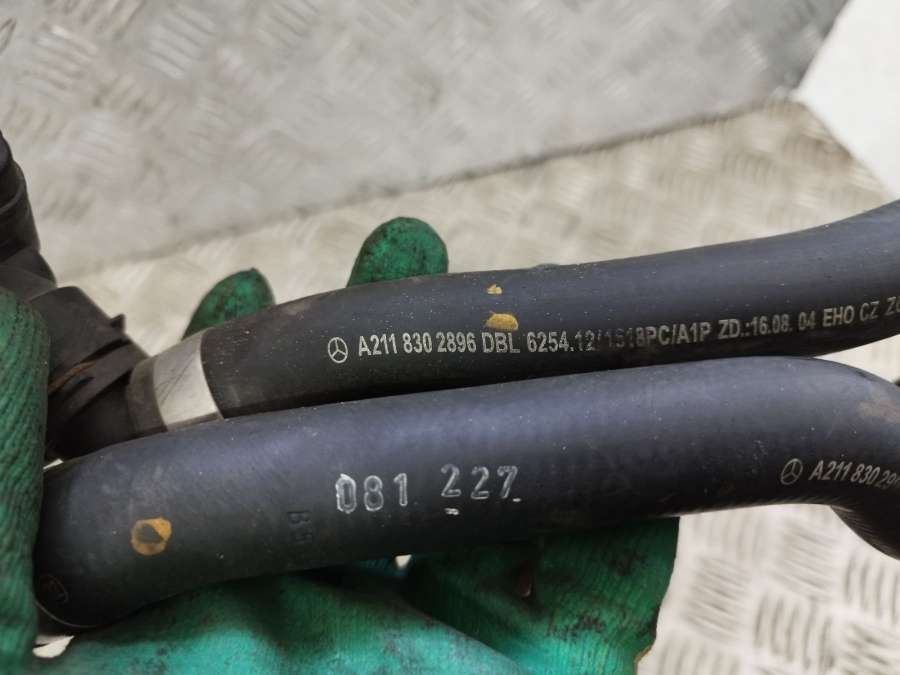 A211 830 2896 DBL 6254.12/1518PC/A1P ZD.:16.08. 04 EHO CZ
081 227
A211 830